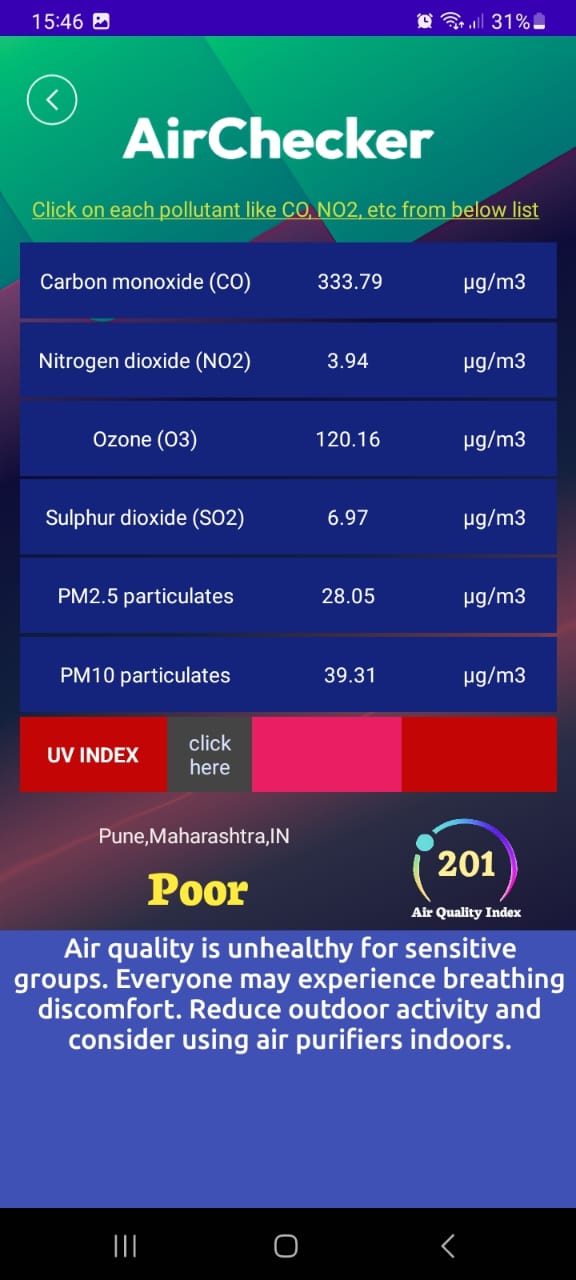 15:46 31%
AirChecker
Click on each pollutant like CO, NO2, etc from below list
Carbon monoxide (CO) 333.79 µg/m3
Nitrogen dioxide (NO2) 3.94 µg/m3
Ozone (O3) 120.16 µg/m3
Sulphur dioxide (SO2) 6.97 µg/m3
PM2.5 particulates 28.05 µg/m3
PM10 particulates 39.31 µg/m3
UV INDEX
click
here
Pune,Maharashtra,IN
Poor
201
Air Quality Index
Air quality is unhealthy for sensitive
groups. Everyone may experience breathing
discomfort. Reduce outdoor activity and
consider using air purifiers indoors.